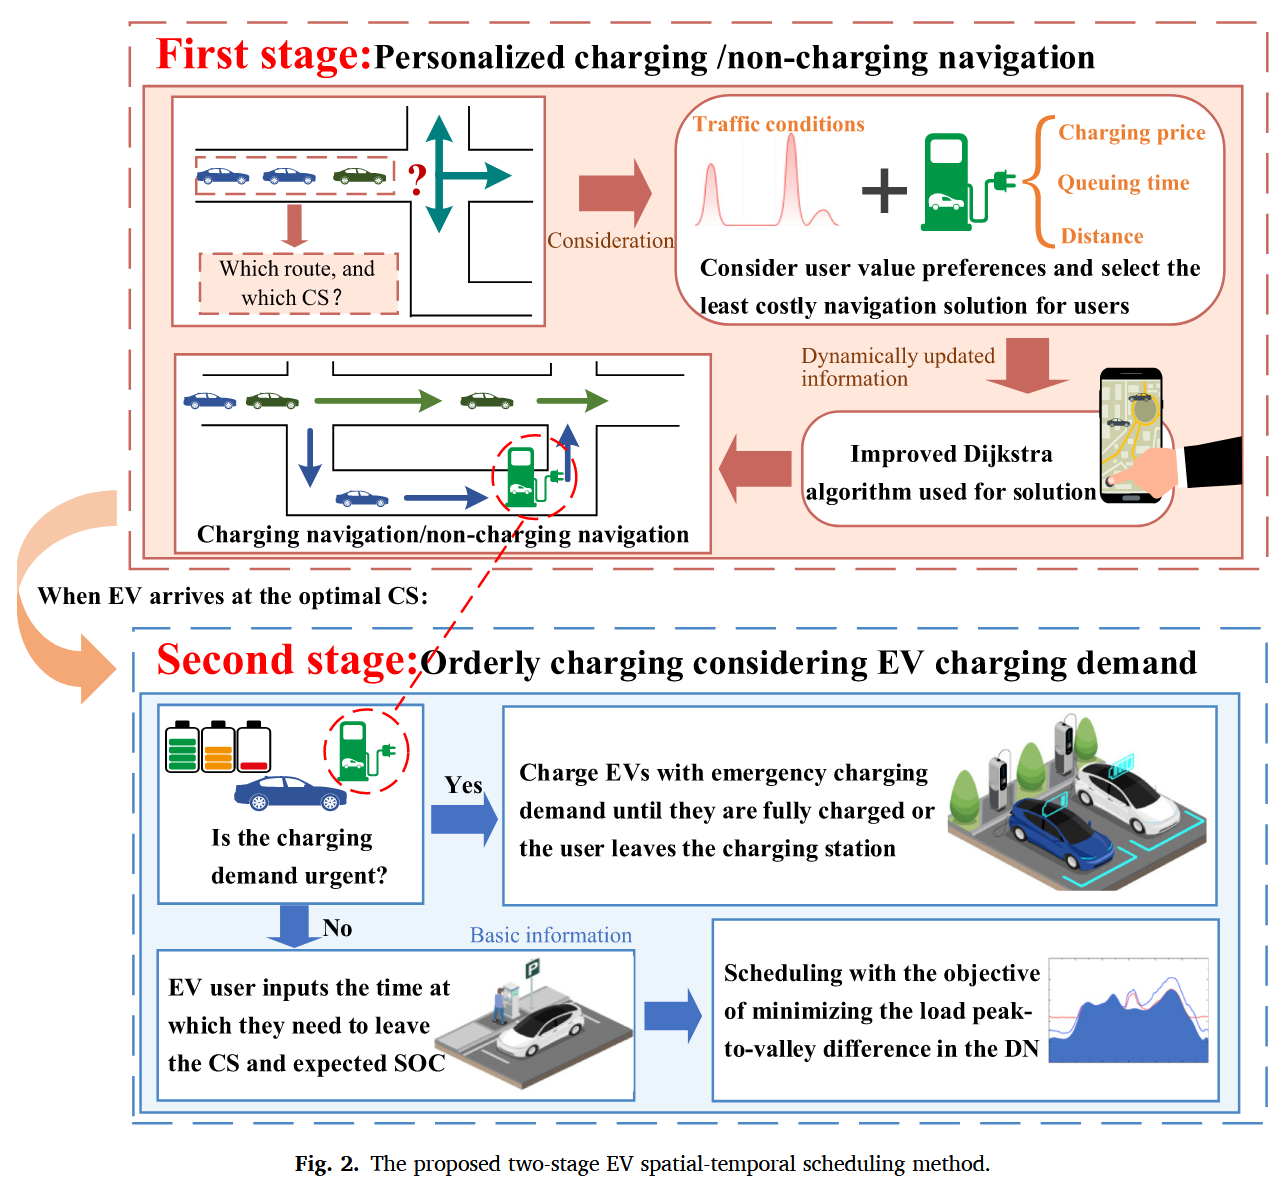 First stage:Personalized charging /non-charging navigation
?
Which route, and
which CS?
Consideration
Traffic conditions
Charging price
Queuing time
Distance
Consider user value preferences and select the
least costly navigation solution for users
Dynamically updated
information
Improved Dijkstra
algorithm used for solution
Charging navigation/non-charging navigation
When EV arrives at the optimal CS:
Second stage:Orderly charging considering EV charging demand
Is the charging
demand urgent?
Yes
Charge EVs with emergency charging
demand until they are fully charged or
the user leaves the charging station
No
Basic information
EV user inputs the time at
which they need to leave
the CS and expected SOC
P
Scheduling with the objective
of minimizing the load peak-
to-valley difference in the DN
Fig. 2. The proposed two-stage EV spatial-temporal scheduling method.